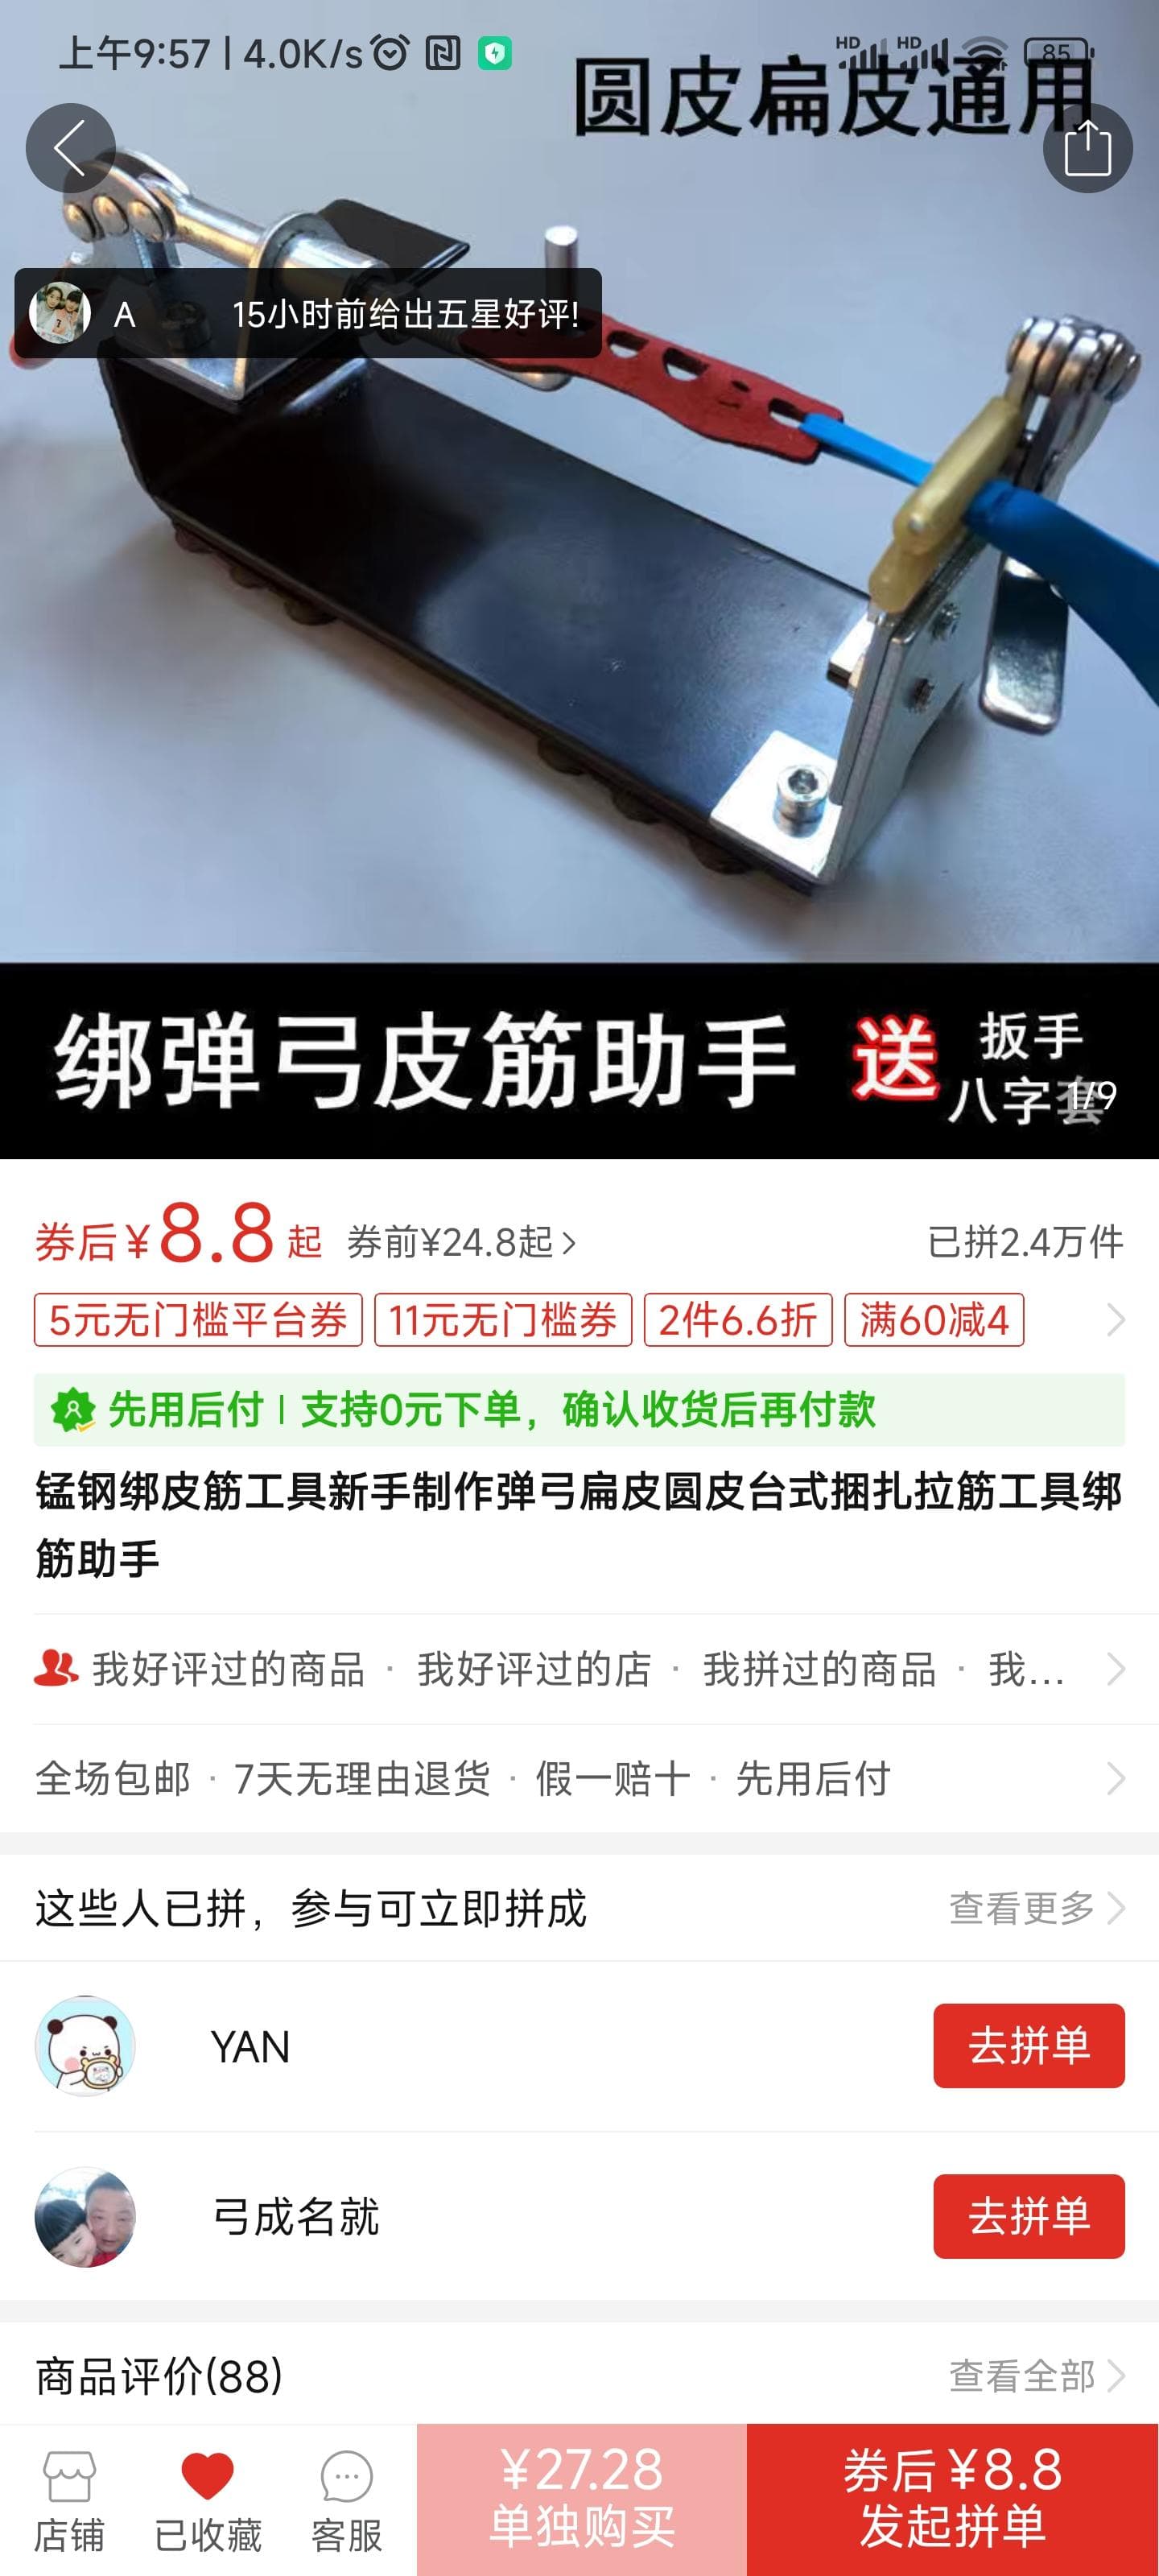 上午9:57 | 4.0K/s
HD HD 85
圆皮扁皮通用
A 15小时前给出五星好评!
绑弹弓皮筋助手 送 扳手
八字套
1/9
券后¥8.8起 券前¥24.8起 已拼2.4万件
5元无门槛平台券 11元无门槛券 2件6.6折 满60减4
先用后付 | 支持0元下单，确认收货后再付款
锰钢绑皮筋工具新手制作弹弓扁皮圆皮台式捆扎拉筋工具绑
筋助手
我好评过的商品 · 我好评过的店 · 我拼过的商品 · 我...
全场包邮 · 7天无理由退货 · 假一赔十 · 先用后付
这些人已拼，参与可立即拼成 查看更多
YAN 去拼单
弓成名就 去拼单
商品评价(88) 查看全部
¥27.28 券后¥8.8
店铺 已收藏 客服 单独购买 发起拼单